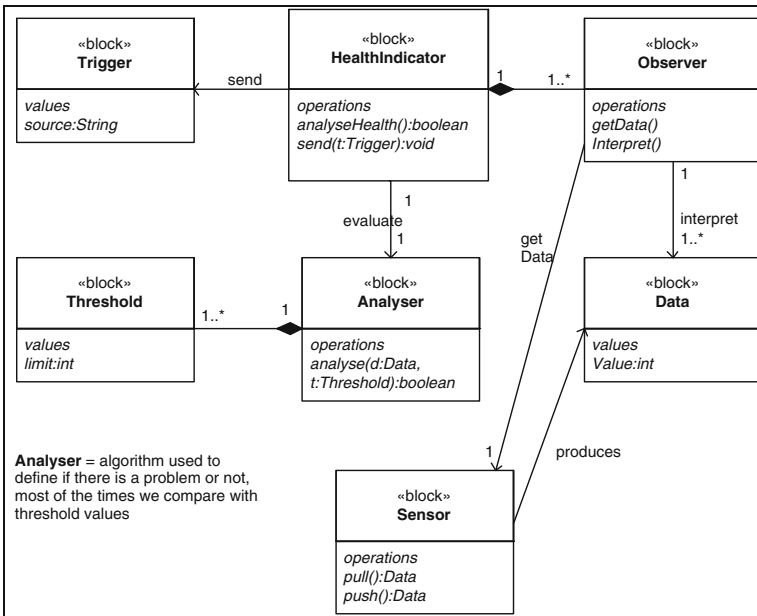 «block»
Trigger
values
source:String
send
«block»
HealthIndicator
operations
analyseHealth():boolean
send(t:Trigger):void
1
1..*
«block»
Observer
operations
getData()
Interpret()
1
evaluate
1
get
Data
1
1
interpret
1..*
«block»
Threshold
values
limit:int
1..*
1
«block»
Analyser
operations
analyse(d:Data,
t:Threshold):boolean
«block»
Data
values
Value:int
produces
Analyser = algorithm used to
define if there is a problem or not,
most of the times we compare with
threshold values
«block»
Sensor
operations
pull():Data
push():Data